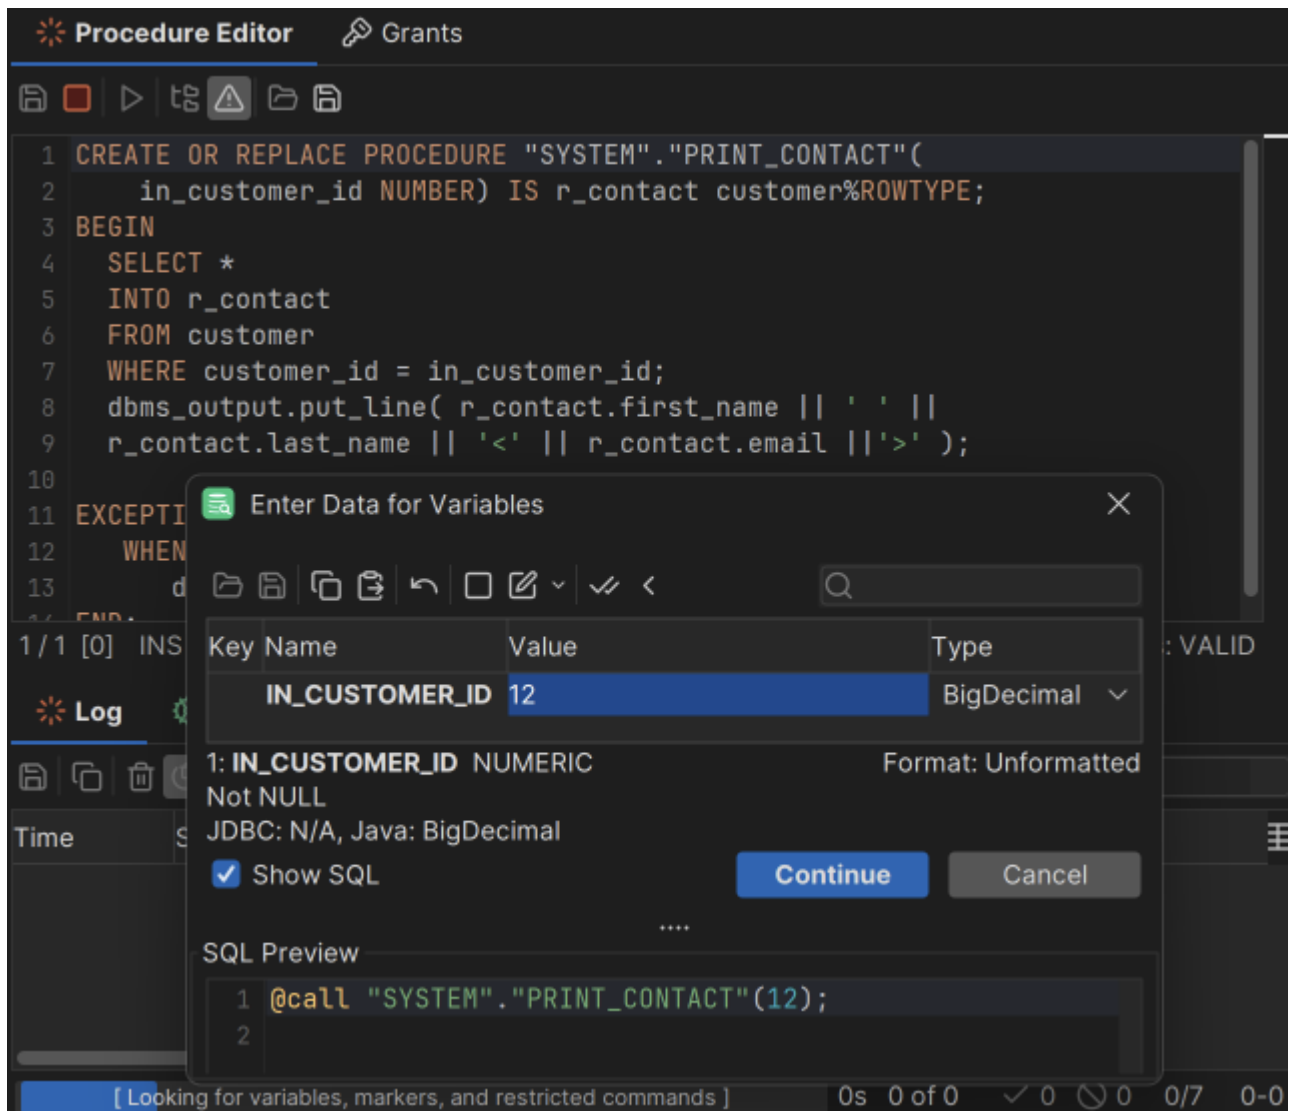 Procedure Editor Grants
1 CREATE OR REPLACE PROCEDURE "SYSTEM"."PRINT_CONTACT"(
2 in_customer_id NUMBER) IS r_contact customer%ROWTYPE;
3 BEGIN
4 SELECT *
5 INTO r_contact
6 FROM customer
7 WHERE customer_id = in_customer_id;
8 dbms_output.put_line( r_contact.first_name || ' ' ||
9 r_contact.last_name || '<' || r_contact.email ||'>' );
10
11 EXCEPTI
12 WHEN
13 d
14 END;
1/1 [0] INS : VALID
Log
Time S
Enter Data for Variables
Key Name Value Type
IN_CUSTOMER_ID 12 BigDecimal
1: IN_CUSTOMER_ID NUMERIC Format: Unformatted
Not NULL
JDBC: N/A, Java: BigDecimal
Show SQL Continue Cancel
SQL Preview
1 @call "SYSTEM"."PRINT_CONTACT"(12);
2
[ Looking for variables, markers, and restricted commands ] 0s 0 of 0 0 0 0/7 0-0